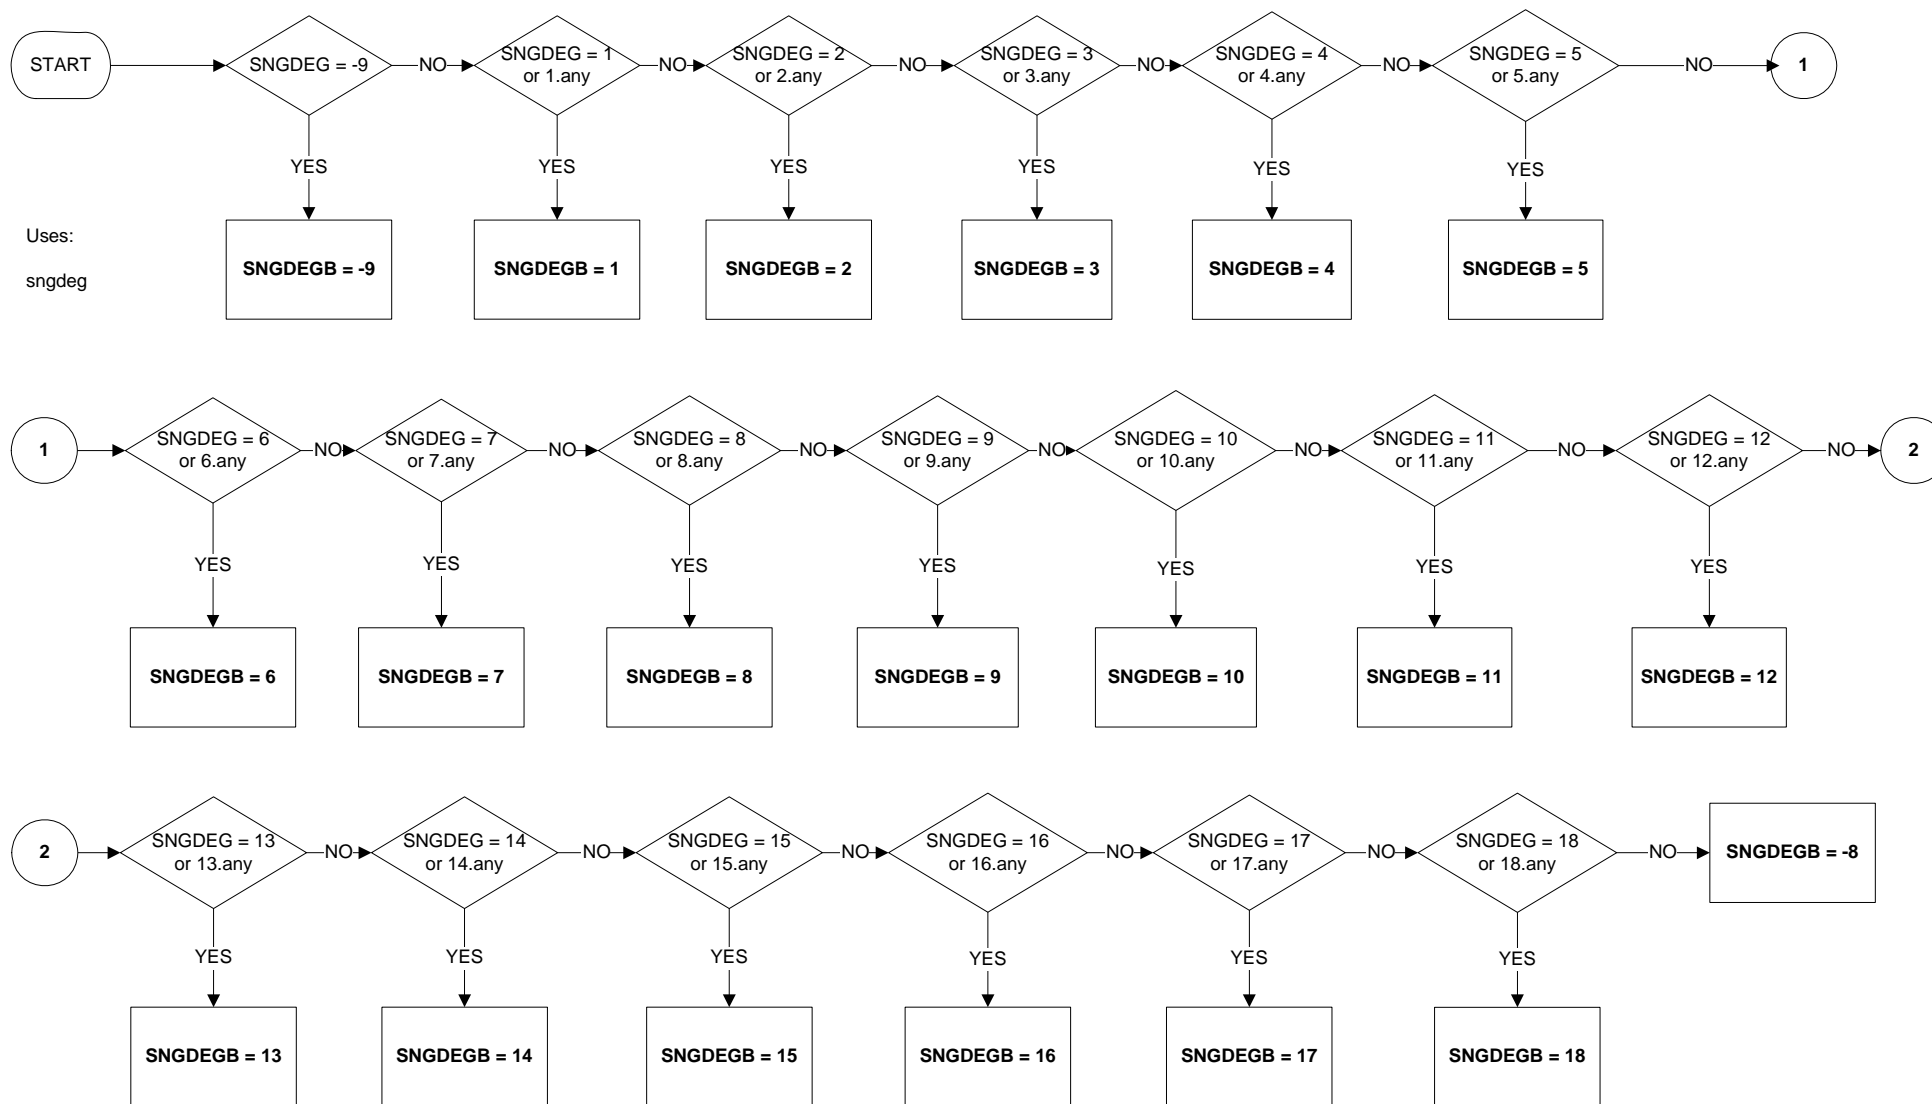 START
SNGDEG = -9
NO
SNGDEG = 1
or 1.any
NO
SNGDEG = 2
or 2.any
NO
SNGDEG = 3
or 3.any
NO
SNGDEG = 4
or 4.any
NO
SNGDEG = 5
or 5.any
NO
1
YES
YES
YES
YES
YES
YES
Uses:
sngdeg
SNGDEGB = -9
SNGDEGB = 1
SNGDEGB = 2
SNGDEGB = 3
SNGDEGB = 4
SNGDEGB = 5
1
SNGDEG = 6
or 6.any
NO
SNGDEG = 7
or 7.any
NO
SNGDEG = 8
or 8.any
NO
SNGDEG = 9
or 9.any
NO
SNGDEG = 10
or 10.any
NO
SNGDEG = 11
or 11.any
NO
SNGDEG = 12
or 12.any
NO
2
YES
YES
YES
YES
YES
YES
YES
SNGDEGB = 6
SNGDEGB = 7
SNGDEGB = 8
SNGDEGB = 9
SNGDEGB = 10
SNGDEGB = 11
SNGDEGB = 12
2
SNGDEG = 13
or 13.any
NO
SNGDEG = 14
or 14.any
NO
SNGDEG = 15
or 15.any
NO
SNGDEG = 16
or 16.any
NO
SNGDEG = 17
or 17.any
NO
SNGDEG = 18
or 18.any
NO
SNGDEGB = -8
YES
YES
YES
YES
YES
YES
SNGDEGB = 13
SNGDEGB = 14
SNGDEGB = 15
SNGDEGB = 16
SNGDEGB = 17
SNGDEGB = 18